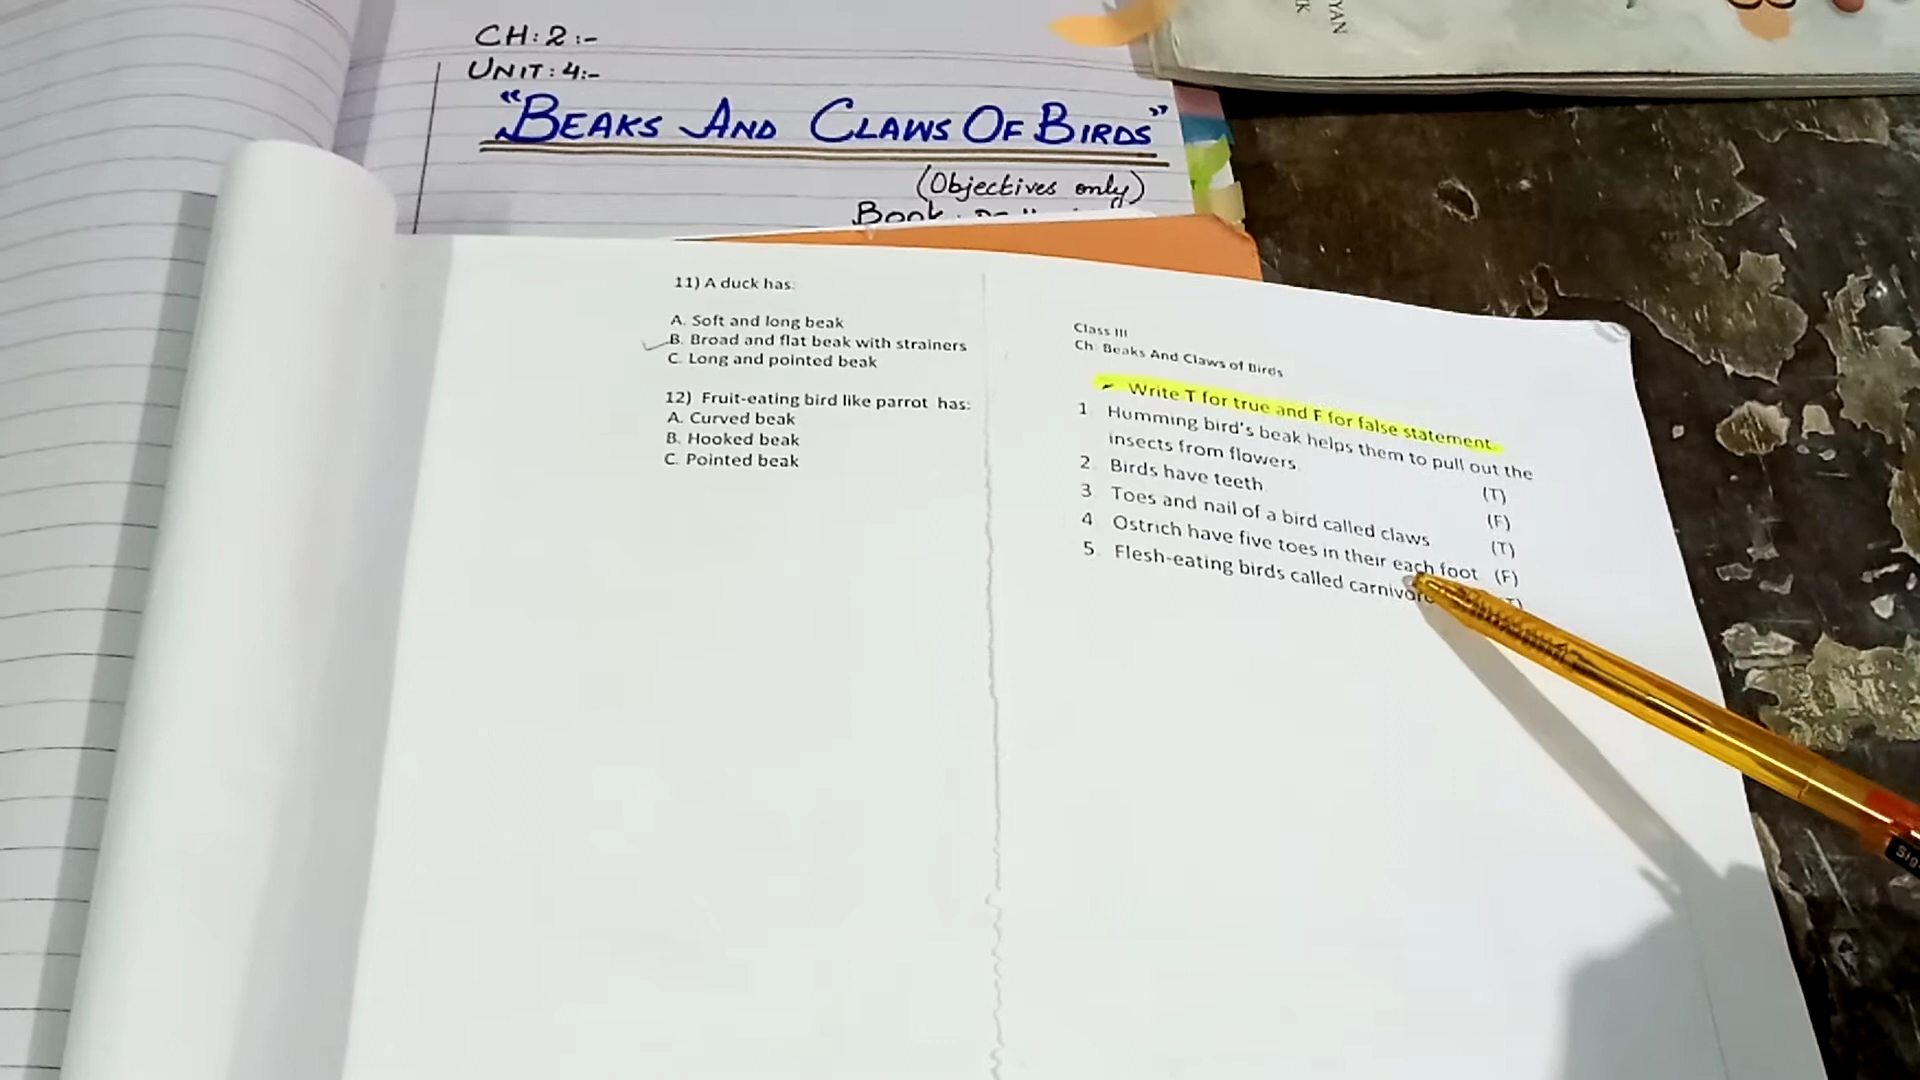 CH: 2 :-
UNIT: 4:-
"BEAKS AND CLAWS OF BIRDS"
(Objectives only)
Book
YAN
IK
11) A duck has:
A. Soft and long beak
B. Broad and flat beak with strainers
C. Long and pointed beak
12) Fruit-eating bird like parrot has:
A. Curved beak
B. Hooked beak
C. Pointed beak
Class III
Ch: Beaks And Claws of Birds
Write T for true and F for false statement.
1. Humming bird's beak helps them to pull out the
insects from flowers. (T)
2. Birds have teeth. (F)
3. Toes and nail of a bird called claws. (T)
4. Ostrich have five toes in their each foot (F)
5. Flesh-eating birds called (T)
Sig